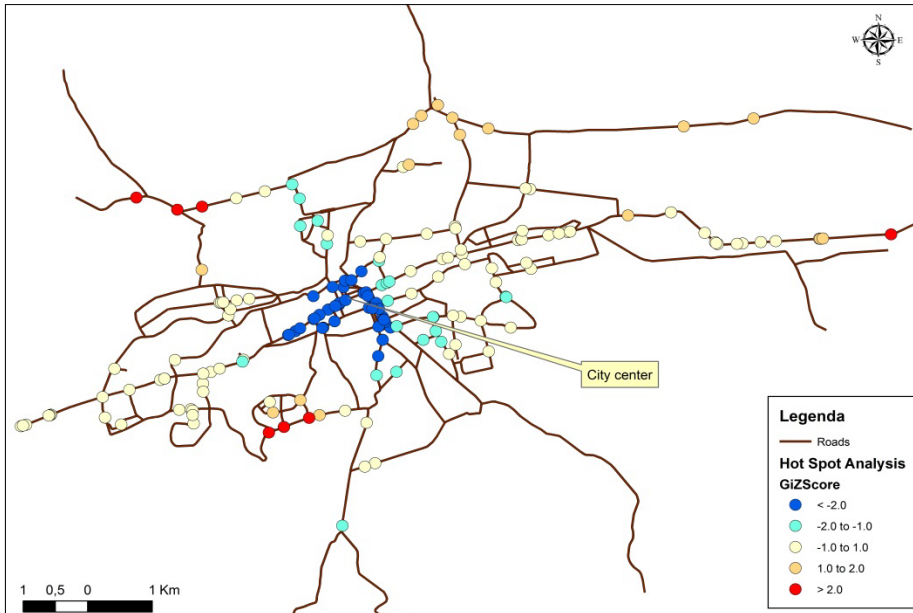 N
W E
S
City center
Legenda
Roads
Hot Spot Analysis
GiZScore
< -2.0
-2.0 to -1.0
-1.0 to 1.0
1.0 to 2.0
> 2.0
1 0,5 0 1 Km